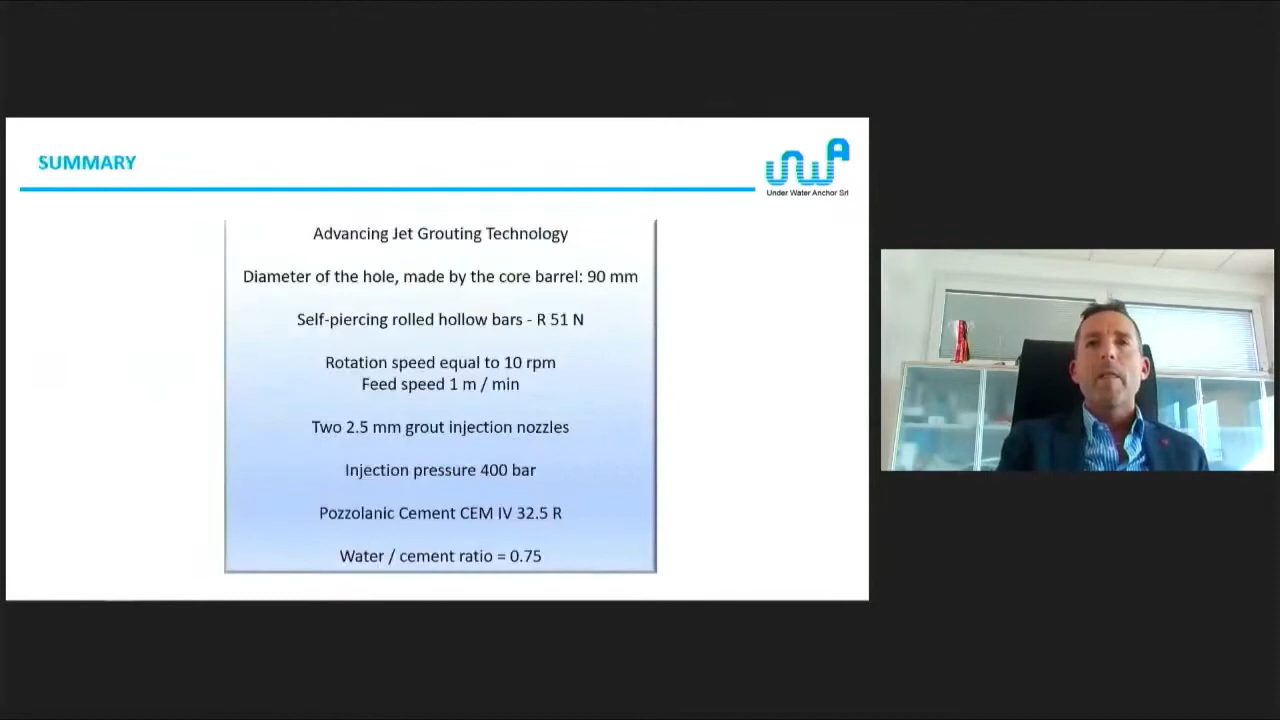 SUMMARY
UWA
Under Water Anchor Srl
Advancing Jet Grouting Technology
Diameter of the hole, made by the core barrel: 90 mm
Self-piercing rolled hollow bars - R 51 N
Rotation speed equal to 10 rpm
Feed speed 1 m / min
Two 2.5 mm grout injection nozzles
Injection pressure 400 bar
Pozzolanic Cement CEM IV 32.5 R
Water / cement ratio = 0.75